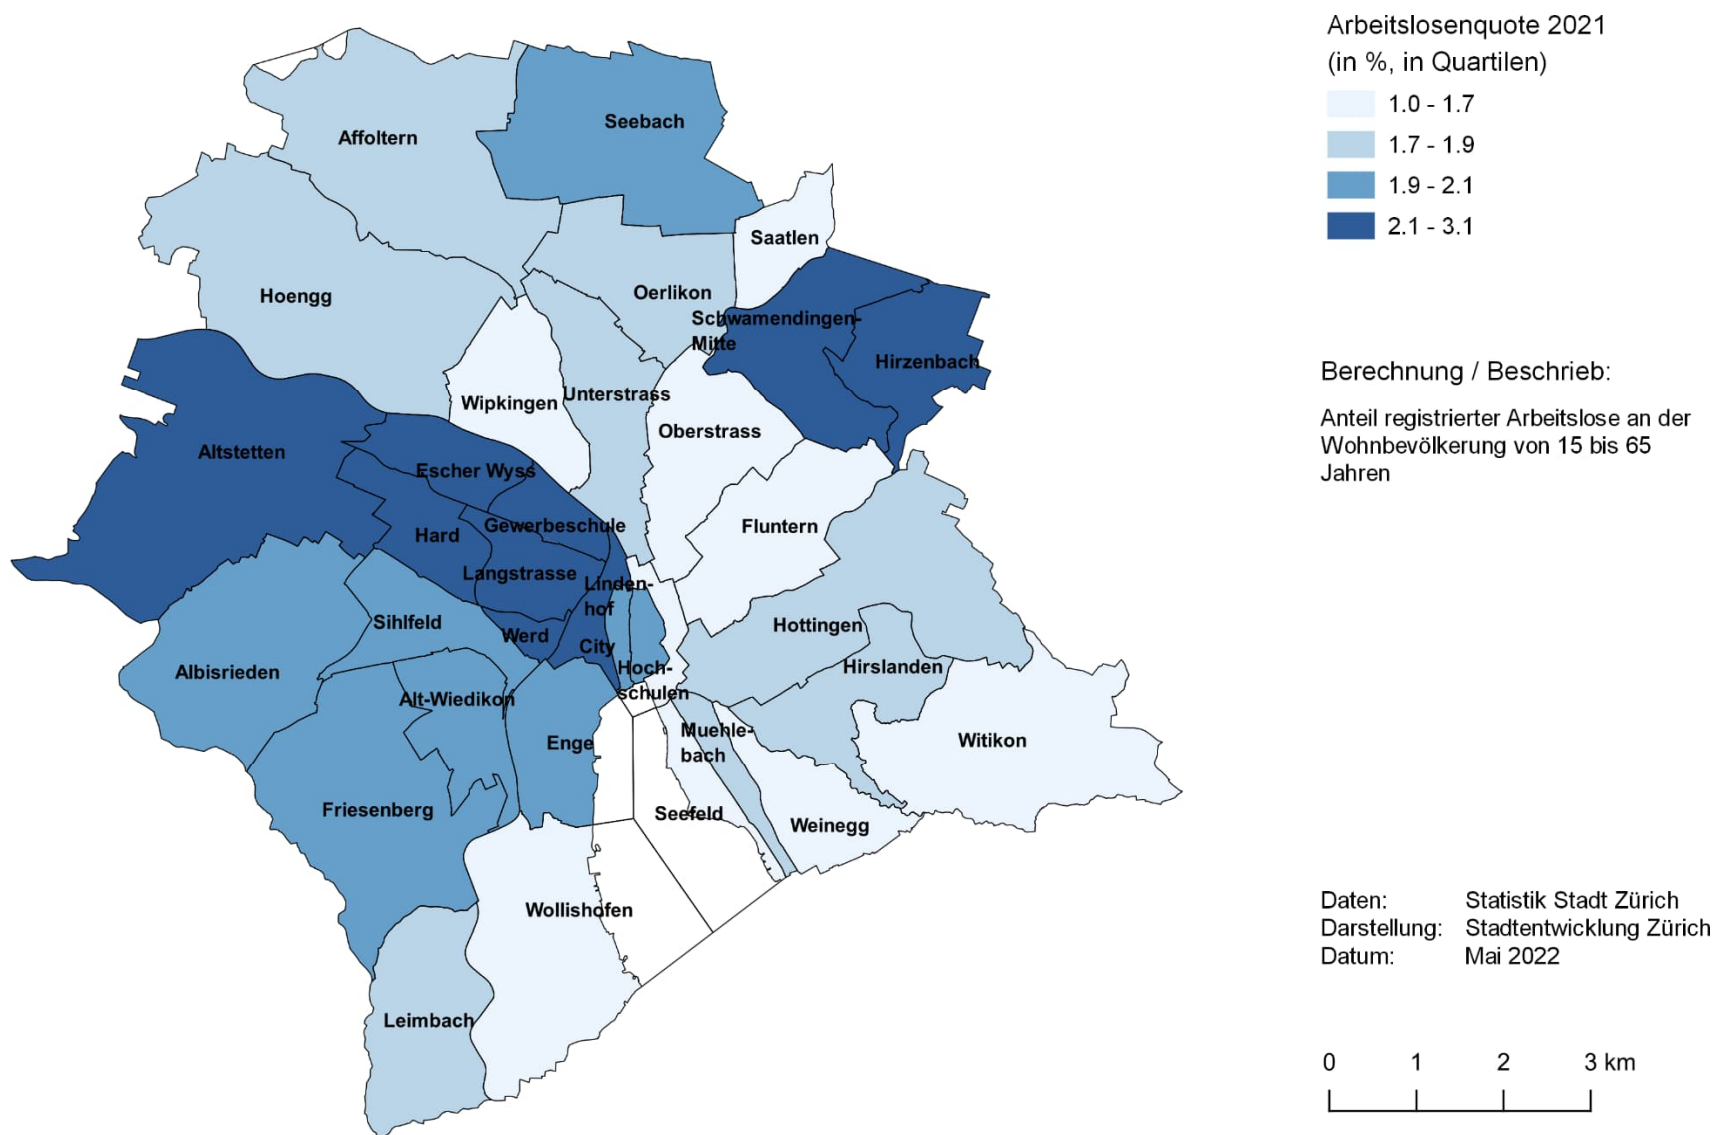 Arbeitslosenquote 2021
(in %, in Quartilen)
1.0 - 1.7
1.7 - 1.9
1.9 - 2.1
2.1 - 3.1
Seebach
Affoltern
Saatlen
Oerlikon
Hoengg
Schwamendingen-
Mitte
Hirzenbach
Berechnung / Beschrieb:
Anteil registrierter Arbeitslose an der
Wohnbevölkerung von 15 bis 65
Jahren
Unterstrass
Wipkingen
Oberstrass
Altstetten
Escher Wyss
Gewerbeschule
Fluntern
Hard
Langstrasse
Linden-
hof
Sihlfeld
Hottingen
Werd
City
Hirslanden
Albisrieden
Hoch-
schulen
Alt-Wiedikon
Muehle-
bach
Enge
Witikon
Friesenberg
Seefeld
Weinegg
Wollishofen
Leimbach
Daten: Statistik Stadt Zürich
Darstellung: Stadtentwicklung Zürich
Datum: Mai 2022
0 1 2 3 km